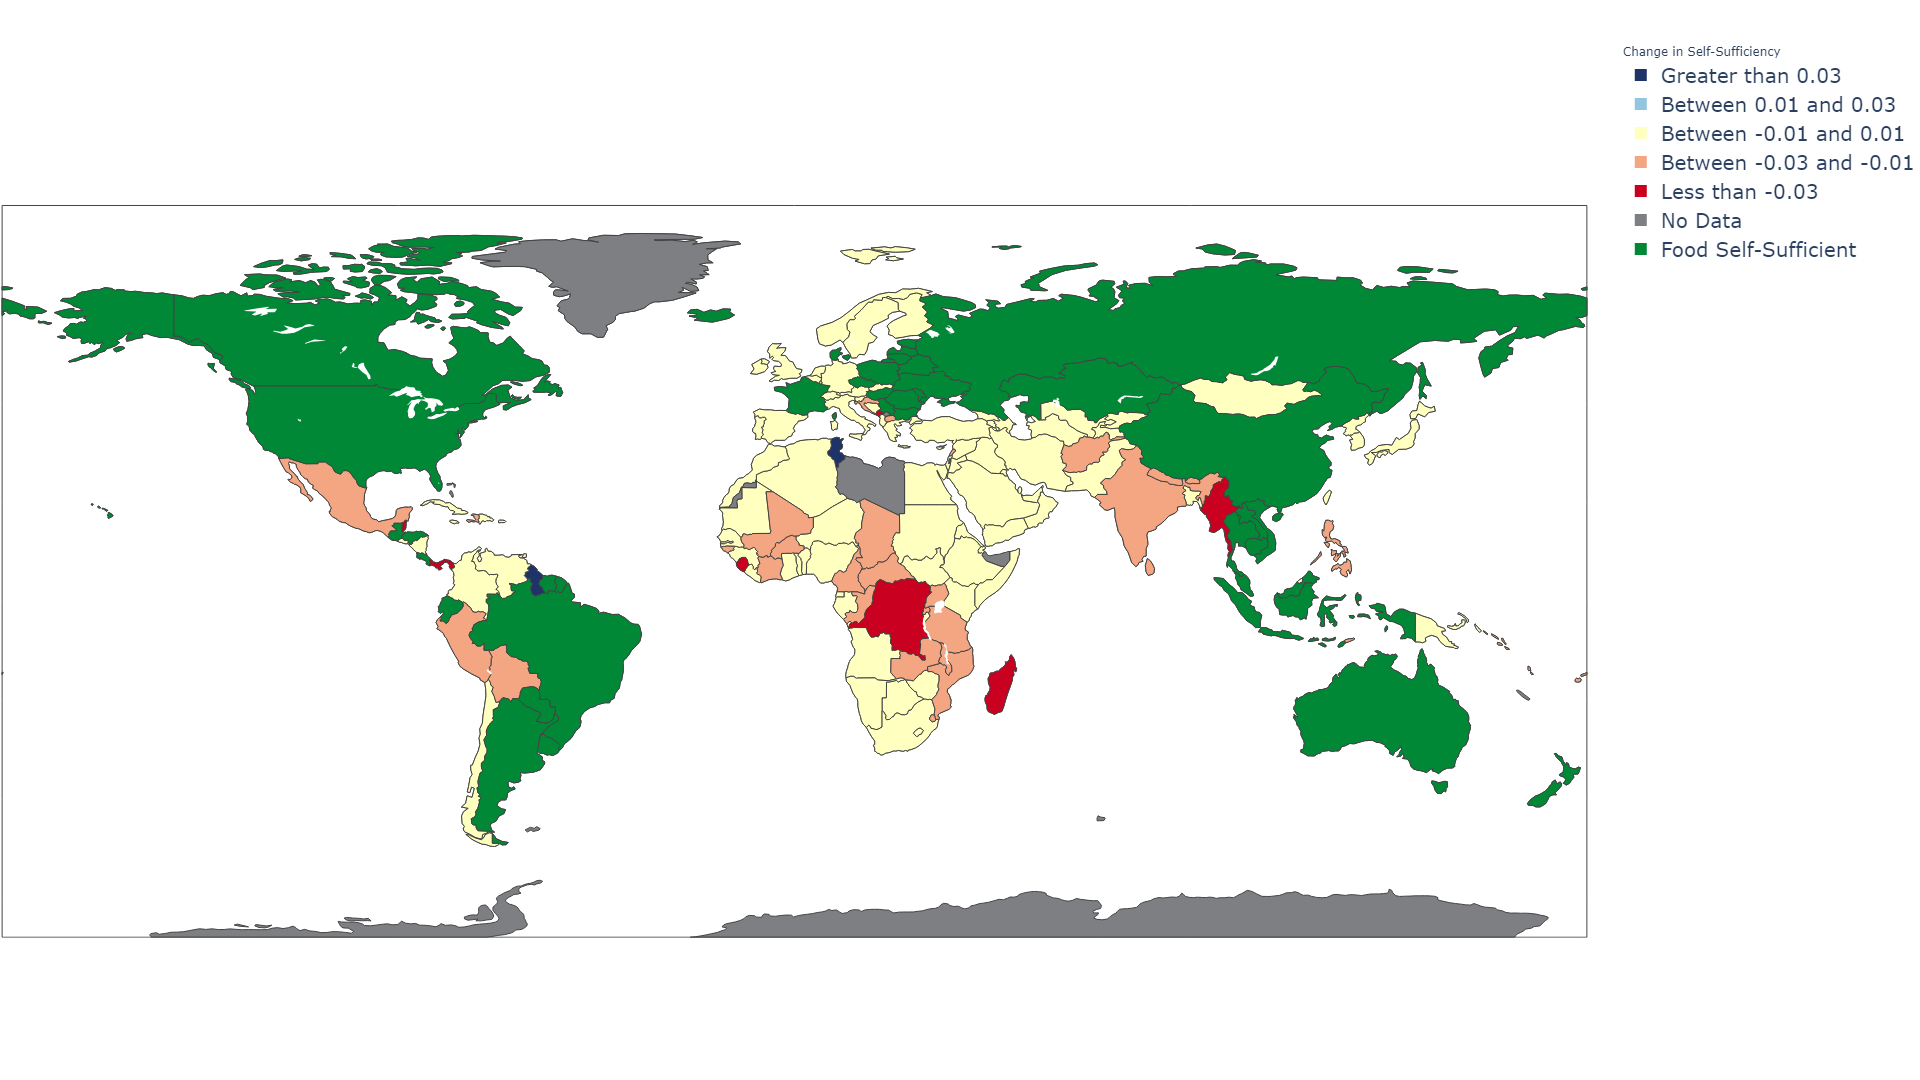 Change in Self-Sufficiency
Greater than 0.03
Between 0.01 and 0.03
Between -0.01 and 0.01
Between -0.03 and -0.01
Less than -0.03
No Data
Food Self-Sufficient